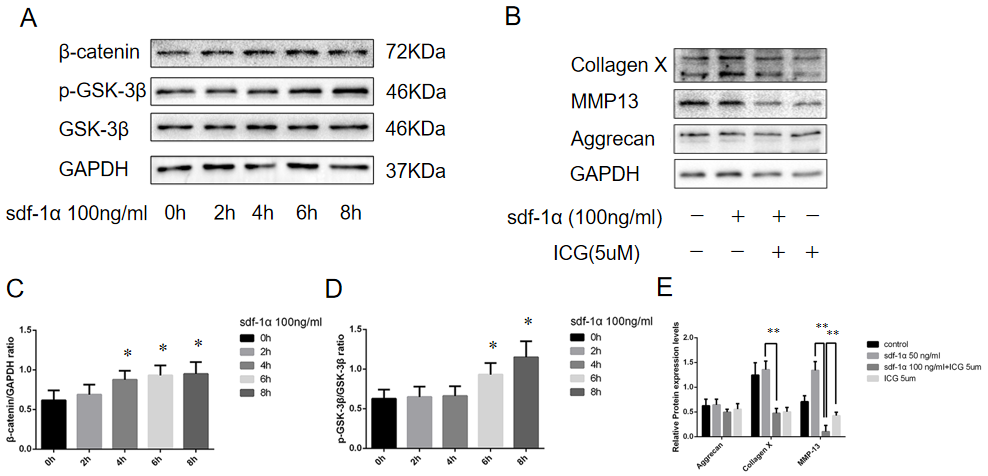 A
β-catenin 72KDa
p-GSK-3β 46KDa
GSK-3β 46KDa
GAPDH 37KDa
sdf-1α 100ng/ml 0h 2h 4h 6h 8h
B
Collagen X
MMP13
Aggrecan
GAPDH
sdf-1α (100ng/ml) − + + −
ICG(5uM) − − + +
C
sdf-1α 100ng/ml
0h
2h
4h
6h
8h
β-catenin/GAPDH ratio
1.5
1.0
0.5
0.0
* * *
0h 2h 4h 6h 8h
D
sdf-1α 100ng/ml
0h
2h
4h
6h
8h
p-GSK-3β/GSK-3β ratio
1.5
1.0
0.5
0.0
* *
0h 2h 4h 6h 8h
E
control
sdf-1α 50 ng/ml
sdf-1α 100 ng/ml+ICG 5um
ICG 5um
Relative Protein expression levels
2.0
1.5
1.0
0.5
0.0
** ** **
Aggrecan Collagen X MMP-13